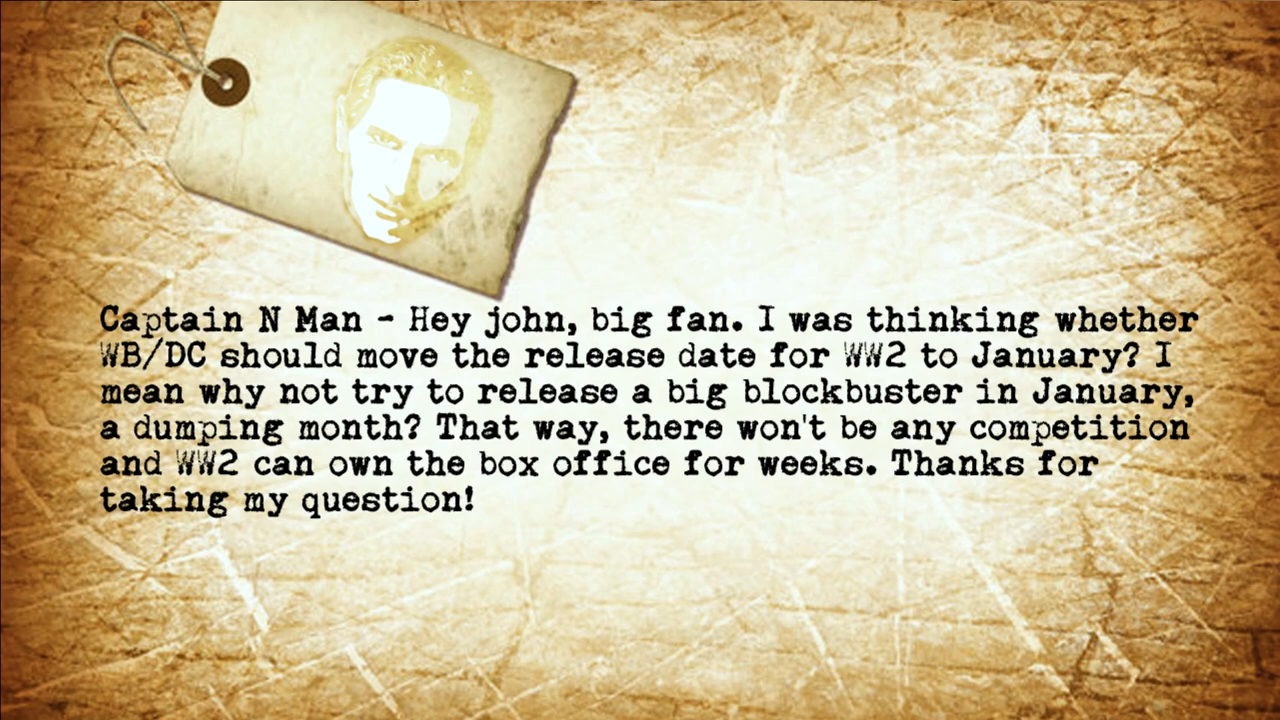 Captain N Man - Hey john, big fan. I was thinking whether
WB/DC should move the release date for WW2 to January? I
mean why not try to release a big blockbuster in January,
a dumping month? That way, there won't be any competition
and WW2 can own the box office for weeks. Thanks for
taking my question!